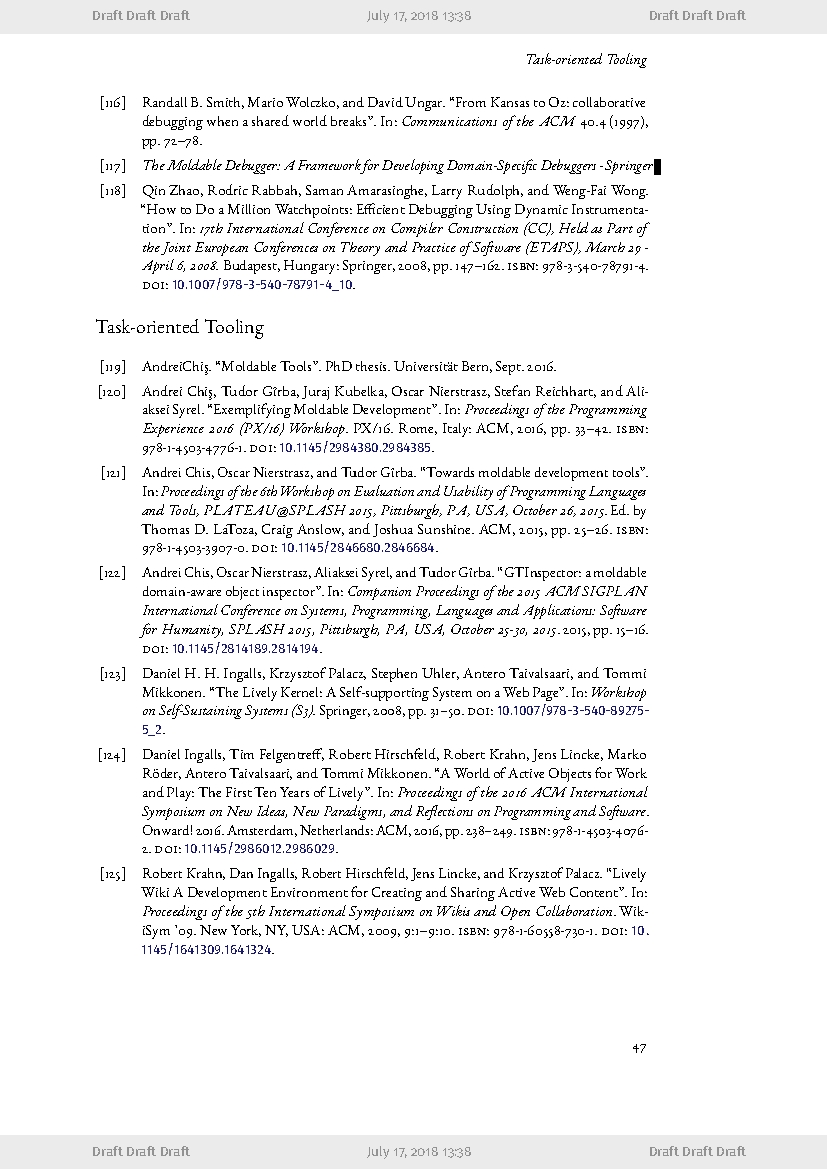 Draft Draft Draft July 17, 2018 13:38 Draft Draft Draft
Task-oriented Tooling
[116] Randall B. Smith, Mario Wolczko, and David Ungar. “From Kansas to Oz: collaborative
debugging when a shared world breaks”. In: Communications of the ACM 40.4 (1997),
pp. 72–78.
[117] The Moldable Debugger: A Framework for Developing Domain-Specific Debuggers - Springer
[118] Qin Zhao, Rodric Rabbah, Saman Amarasinghe, Larry Rudolph, and Weng-Fai Wong.
“How to Do a Million Watchpoints: Efficient Debugging Using Dynamic Instrumenta-
tion”. In: 17th International Conference on Compiler Construction (CC), Held as Part of
the Joint European Conferences on Theory and Practice of Software (ETAPS), March 29 -
April 6, 2008. Budapest, Hungary: Springer, 2008, pp. 147–162. ISBN: 978-3-540-78791-4.
DOI: 10.1007/978-3-540-78791-4_10.
Task-oriented Tooling
[119] AndreiChiş. “Moldable Tools”. PhD thesis. Universität Bern, Sept. 2016.
[120] Andrei Chiş, Tudor Gîrba, Juraj Kubelka, Oscar Nierstrasz, Stefan Reichhart, and Ali-
aksei Syrel. “Exemplifying Moldable Development”. In: Proceedings of the Programming
Experience 2016 (PX/16) Workshop. PX/16. Rome, Italy: ACM, 2016, pp. 33–42. ISBN:
978-1-4503-4776-1. DOI: 10.1145/2984380.2984385.
[121] Andrei Chis, Oscar Nierstrasz, and Tudor Gîrba. “Towards moldable development tools”.
In: Proceedings of the 6th Workshop on Evaluation and Usability of Programming Languages
and Tools, PLATEAU@SPLASH 2015, Pittsburgh, PA, USA, October 26, 2015. Ed. by
Thomas D. LaToza, Craig Anslow, and Joshua Sunshine. ACM, 2015, pp. 25–26. ISBN:
978-1-4503-3907-0. DOI: 10.1145/2846680.2846684.
[122] Andrei Chis, Oscar Nierstrasz, Aliaksei Syrel, and Tudor Gîrba. “GTInspector: a moldable
domain-aware object inspector”. In: Companion Proceedings of the 2015 ACM SIGPLAN
International Conference on Systems, Programming, Languages and Applications: Software
for Humanity, SPLASH 2015, Pittsburgh, PA, USA, October 25-30, 2015. 2015, pp. 15–16.
DOI: 10.1145/2814189.2814194.
[123] Daniel H. H. Ingalls, Krzysztof Palacz, Stephen Uhler, Antero Taivalsaari, and Tommi
Mikkonen. “The Lively Kernel: A Self-supporting System on a Web Page”. In: Workshop
on Self-Sustaining Systems (S3). Springer, 2008, pp. 31–50. DOI: 10.1007/978-3-540-89275-
5_2.
[124] Daniel Ingalls, Tim Felgentreff, Robert Hirschfeld, Robert Krahn, Jens Lincke, Marko
Röder, Antero Taivalsaari, and Tommi Mikkonen. “A World of Active Objects for Work
and Play: The First Ten Years of Lively”. In: Proceedings of the 2016 ACM International
Symposium on New Ideas, New Paradigms, and Reflections on Programming and Software.
Onward! 2016. Amsterdam, Netherlands: ACM, 2016, pp. 238–249. ISBN: 978-1-4503-4076-
2. DOI: 10.1145/2986012.2986029.
[125] Robert Krahn, Dan Ingalls, Robert Hirschfeld, Jens Lincke, and Krzysztof Palacz. “Lively
Wiki A Development Environment for Creating and Sharing Active Web Content”. In:
Proceedings of the 5th International Symposium on Wikis and Open Collaboration. Wik-
iSym ’09. New York, NY, USA: ACM, 2009, 9:1–9:10. ISBN: 978-1-60558-730-1. DOI: 10.
1145/1641309.1641324.
47
Draft Draft Draft July 17, 2018 13:38 Draft Draft Draft